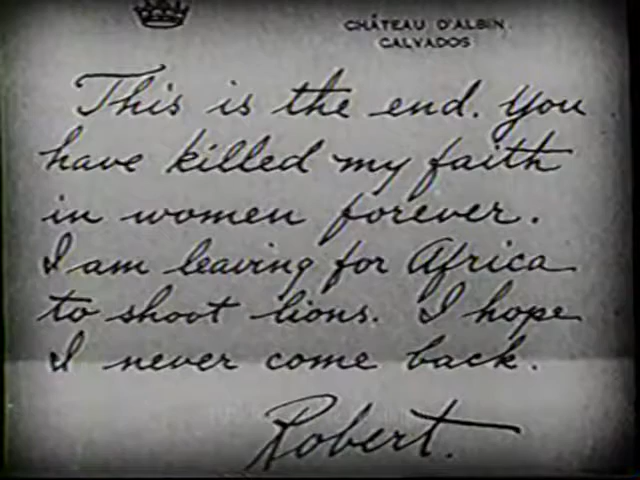 CHÂTEAU D'ALBIN
CALVADOS
This is the end. You
have killed my faith
in women forever.
I am leaving for Africa
to shoot lions. I hope
I never come back.
Robert.